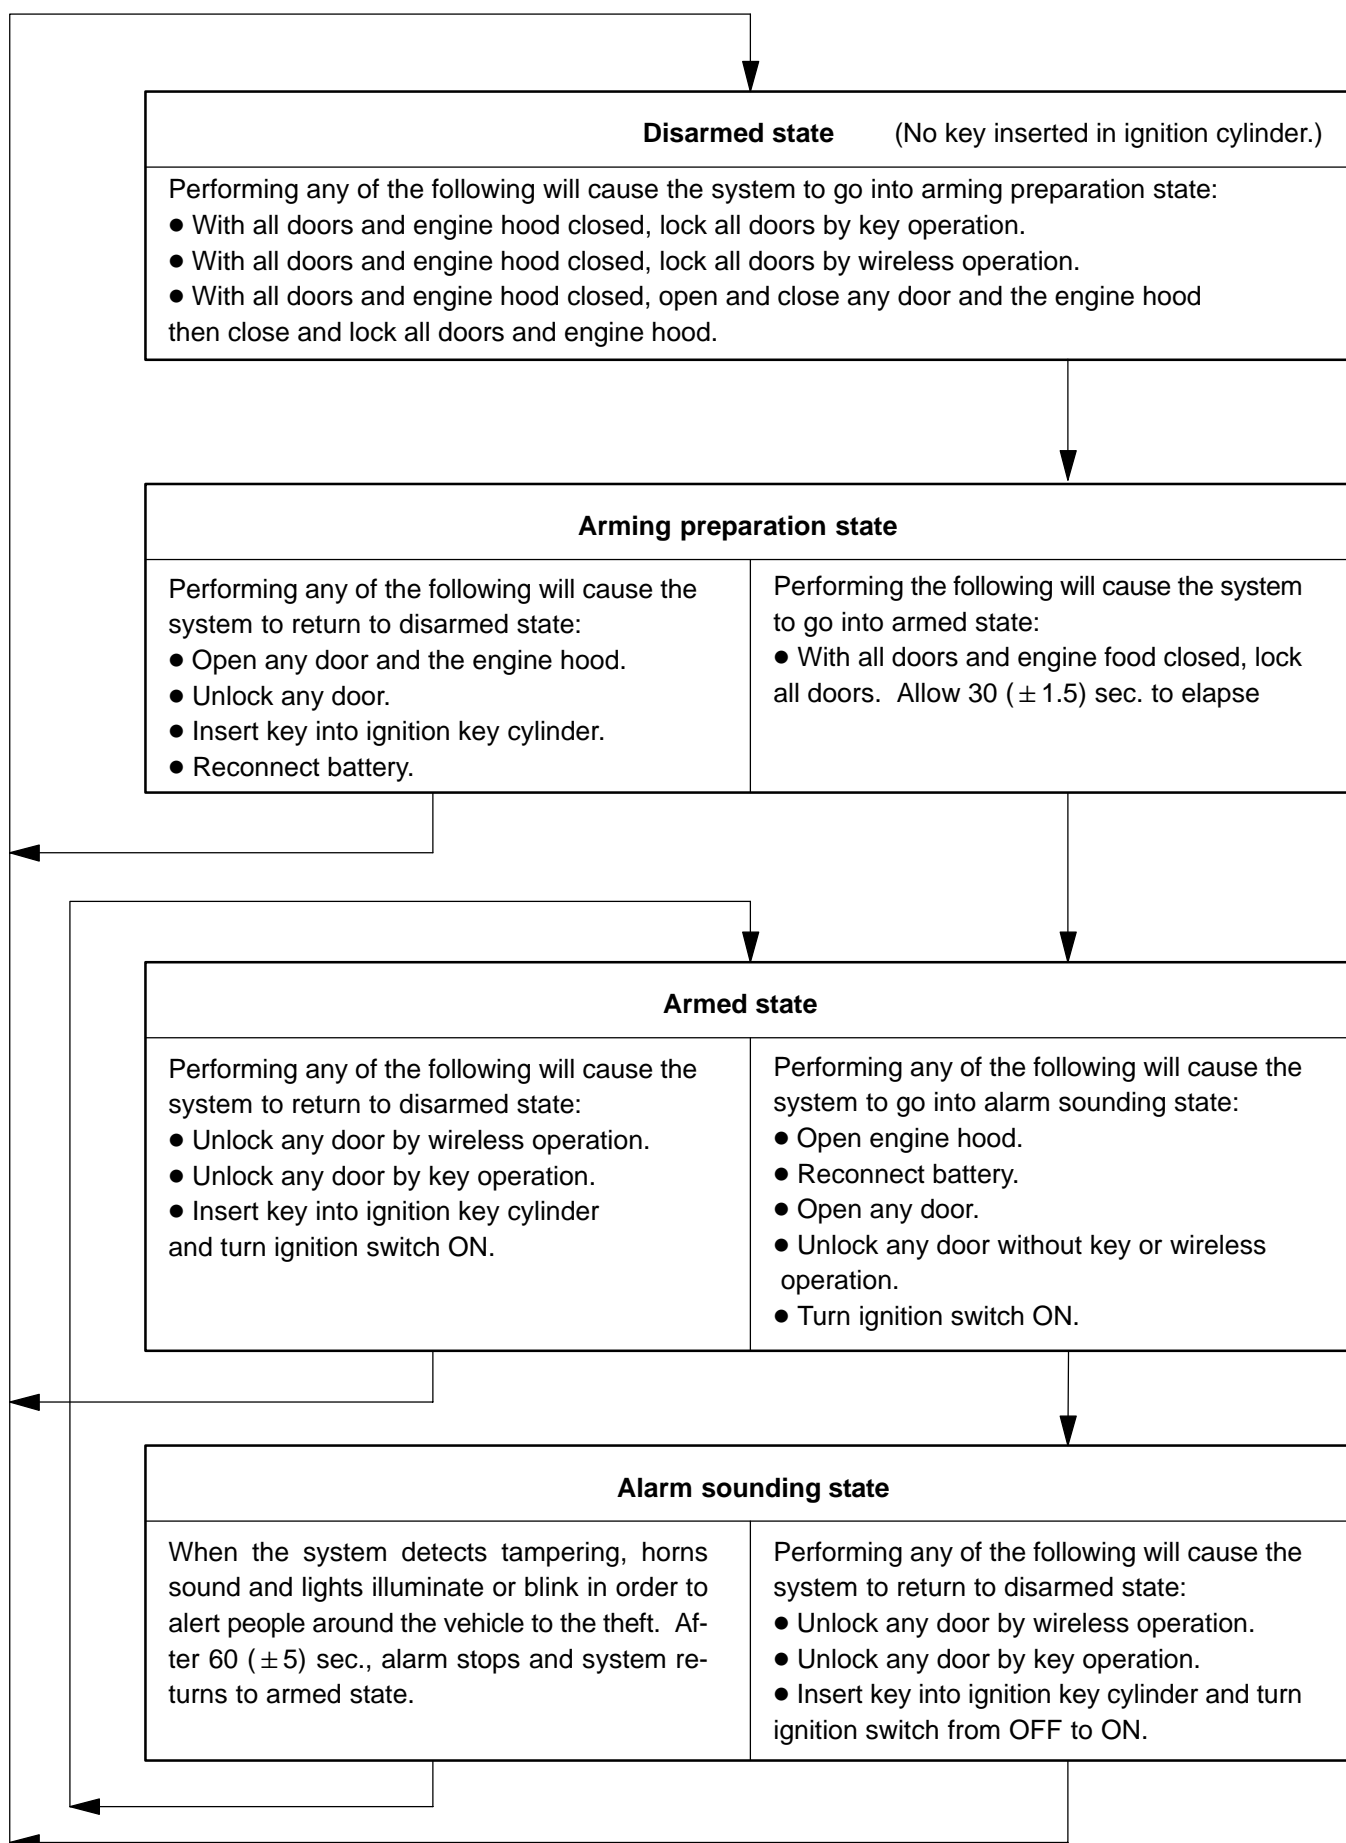 Disarmed state (No key inserted in ignition cylinder.)
Performing any of the following will cause the system to go into arming preparation state:
● With all doors and engine hood closed, lock all doors by key operation.
● With all doors and engine hood closed, lock all doors by wireless operation.
● With all doors and engine hood closed, open and close any door and the engine hood
then close and lock all doors and engine hood.
Arming preparation state
Performing any of the following will cause the
system to return to disarmed state:
● Open any door and the engine hood.
● Unlock any door.
● Insert key into ignition key cylinder.
● Reconnect battery.
Performing the following will cause the system
to go into armed state:
● With all doors and engine food closed, lock
all doors. Allow 30 (±1.5) sec. to elapse
Armed state
Performing any of the following will cause the
system to return to disarmed state:
● Unlock any door by wireless operation.
● Unlock any door by key operation.
● Insert key into ignition key cylinder
and turn ignition switch ON.
Performing any of the following will cause the
system to go into alarm sounding state:
● Open engine hood.
● Reconnect battery.
● Open any door.
● Unlock any door without key or wireless
operation.
● Turn ignition switch ON.
Alarm sounding state
When the system detects tampering, horns
sound and lights illuminate or blink in order to
alert people around the vehicle to the theft. Af-
ter 60 (±5) sec., alarm stops and system re-
turns to armed state.
Performing any of the following will cause the
system to return to disarmed state:
● Unlock any door by wireless operation.
● Unlock any door by key operation.
● Insert key into ignition key cylinder and turn
ignition switch from OFF to ON.